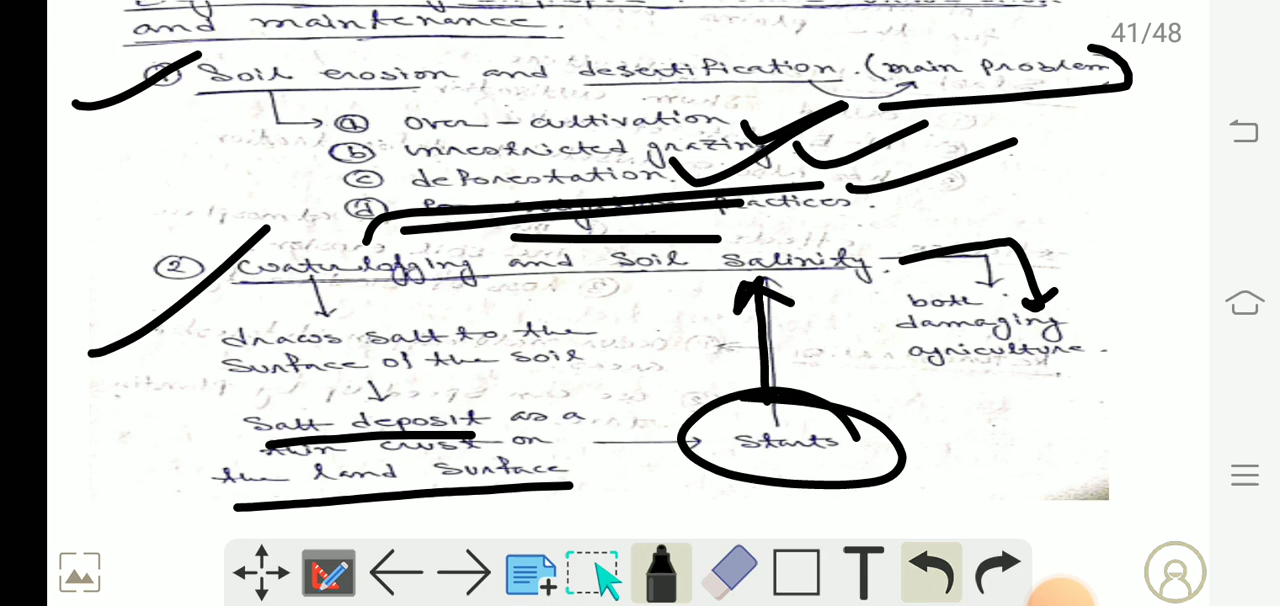 and maintenance.
41/48
① Soil erosion and desertification. (main problem)
ⓐ over-cultivation
ⓑ unrestricted grazing
ⓒ deforestation.
ⓓ practices.
② Waterlogging and Soil Salinity.
both
damaging
agriculture.
draws salt to the
surface of the soil
Salt deposit as a
thin crust on
the land surface
Starts
T